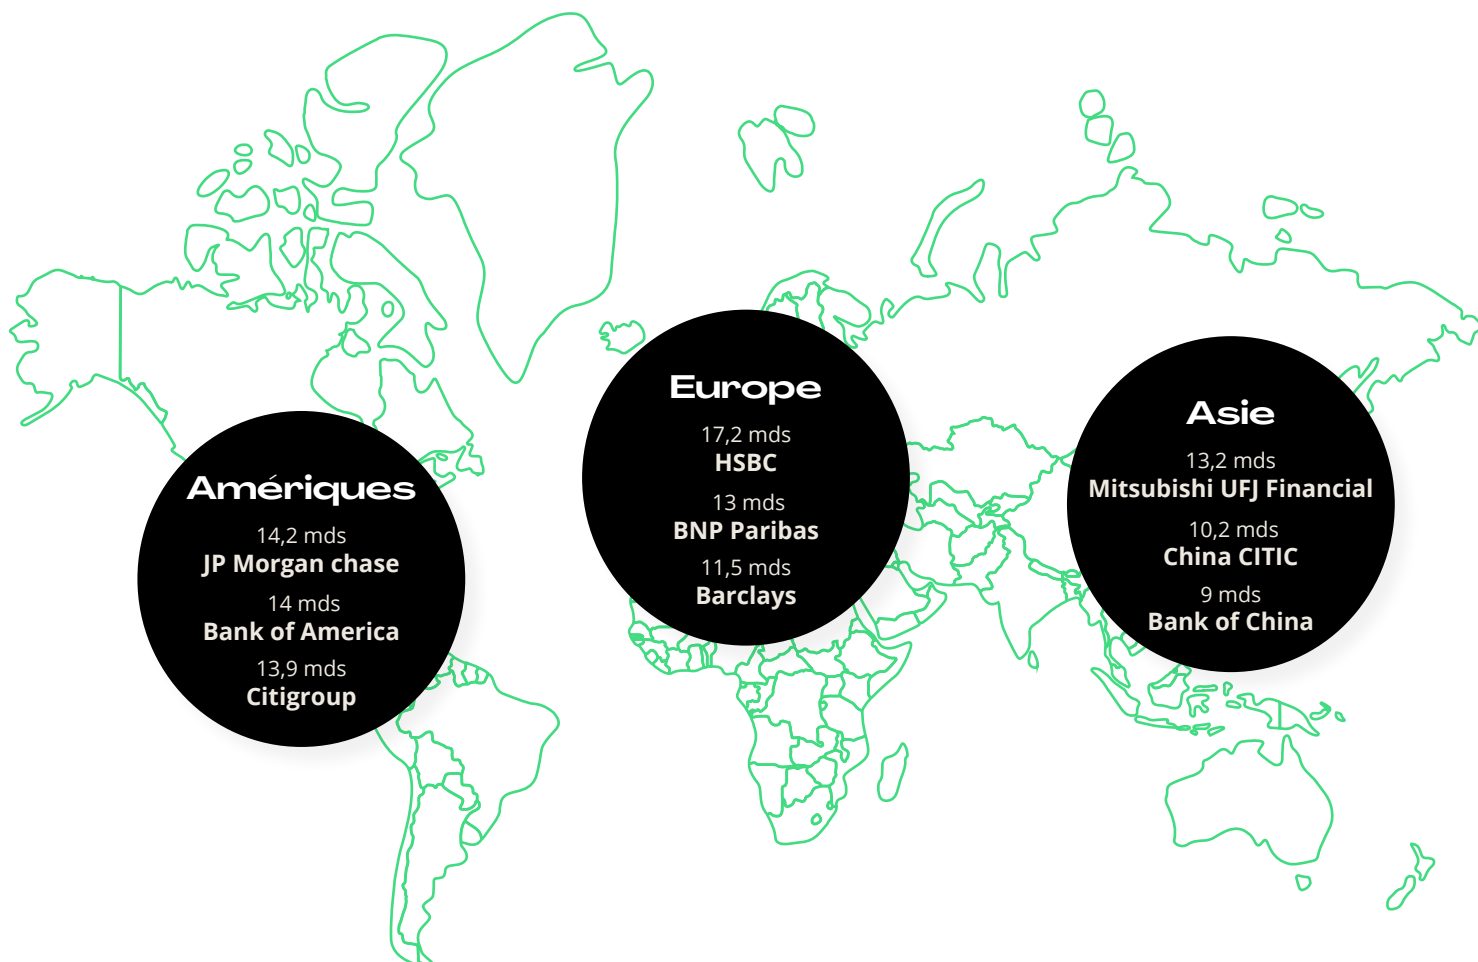 Amériques
14,2 mds
JP Morgan chase
14 mds
Bank of America
13,9 mds
Citigroup
Europe
17,2 mds
HSBC
13 mds
BNP Paribas
11,5 mds
Barclays
Asie
13,2 mds
Mitsubishi UFJ Financial
10,2 mds
China CITIC
9 mds
Bank of China